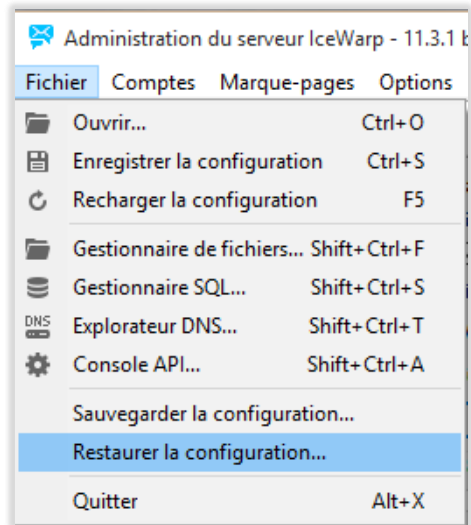 Administration du serveur IceWarp - 11.3.1
Fichier Comptes Marque-pages Options
Ouvrir... Ctrl+O
Enregistrer la configuration Ctrl+S
Recharger la configuration F5
Gestionnaire de fichiers... Shift+Ctrl+F
Gestionnaire SQL... Shift+Ctrl+S
DNS Explorateur DNS... Shift+Ctrl+T
Console API... Shift+Ctrl+A
Sauvegarder la configuration...
Restaurer la configuration...
Quitter Alt+X